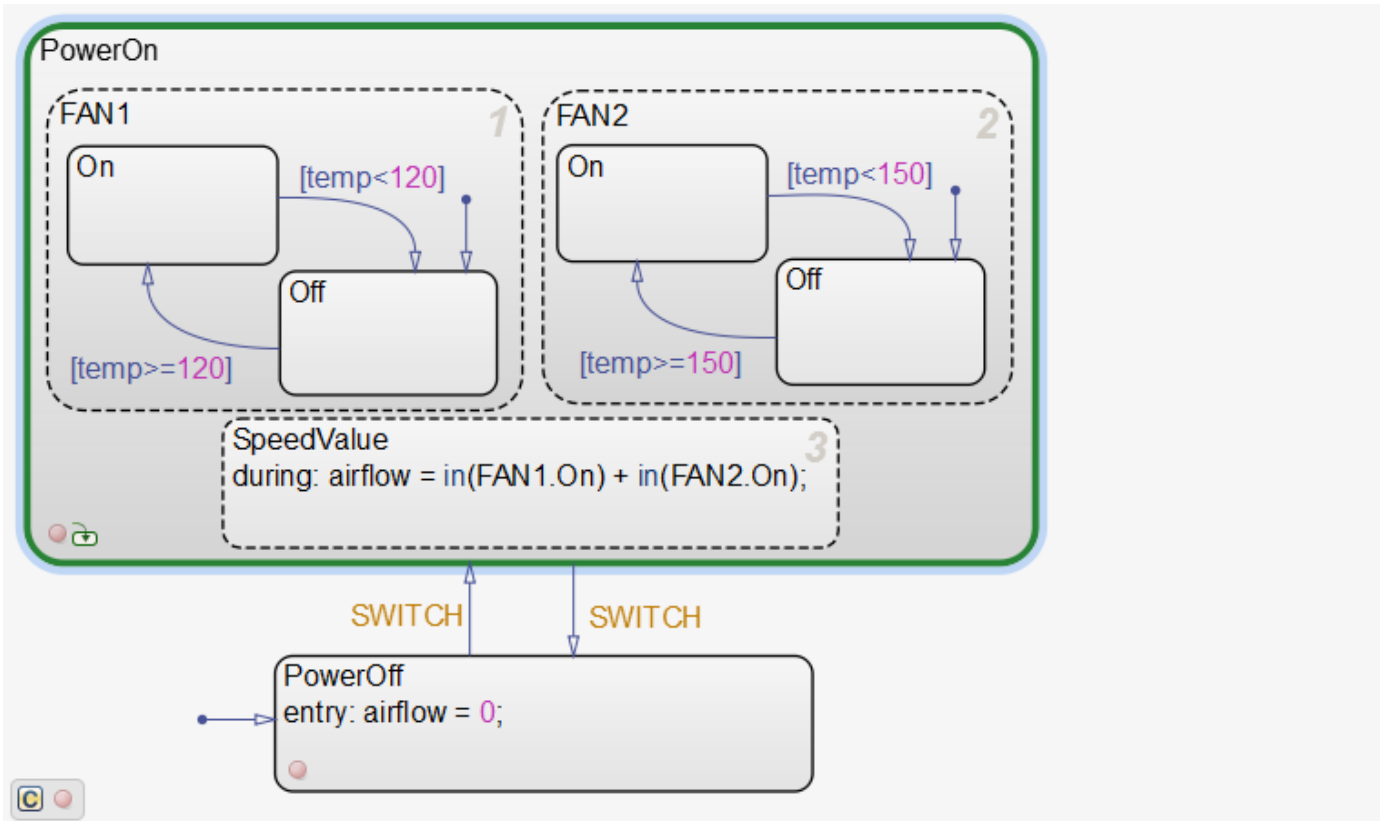 PowerOn
FAN1
1
On
[temp<120]
Off
[temp>=120]
FAN2
2
On
[temp<150]
Off
[temp>=150]
SpeedValue
3
during: airflow = in(FAN1.On) + in(FAN2.On);
SWITCH
SWITCH
PowerOff
entry: airflow = 0;
C